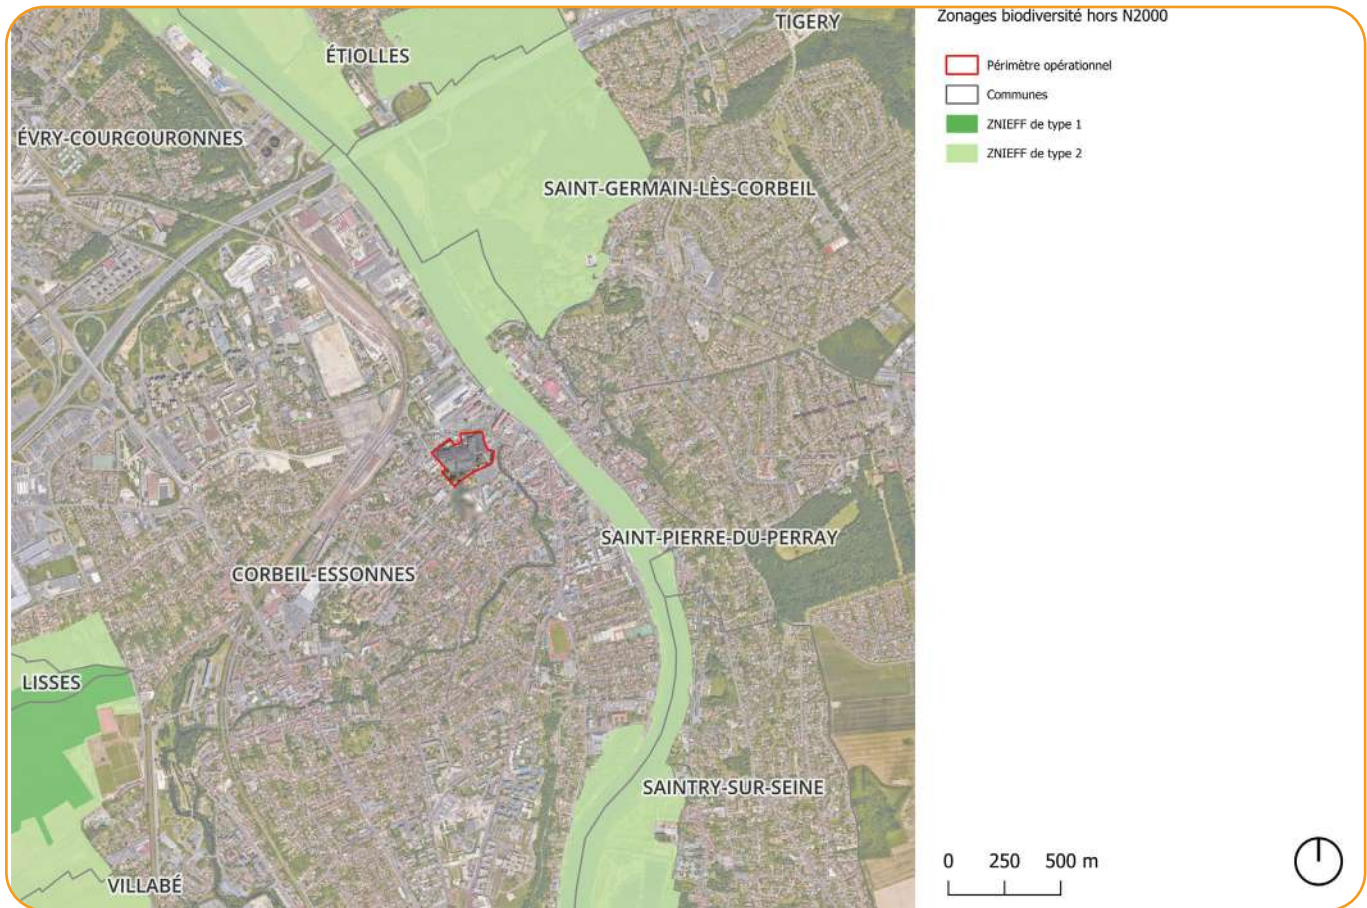 Zonages biodiversité hors N2000
Périmètre opérationnel
Communes
ZNIEFF de type 1
ZNIEFF de type 2
TIGERY
ÉTIOLLES
ÉVRY-COURCOURONNES
SAINT-GERMAIN-LÈS-CORBEIL
SAINT-PIERRE-DU-PERRAY
CORBEIL-ESSONNES
LISSES
SAINTRY-SUR-SEINE
VILLABÉ
0 250 500 m